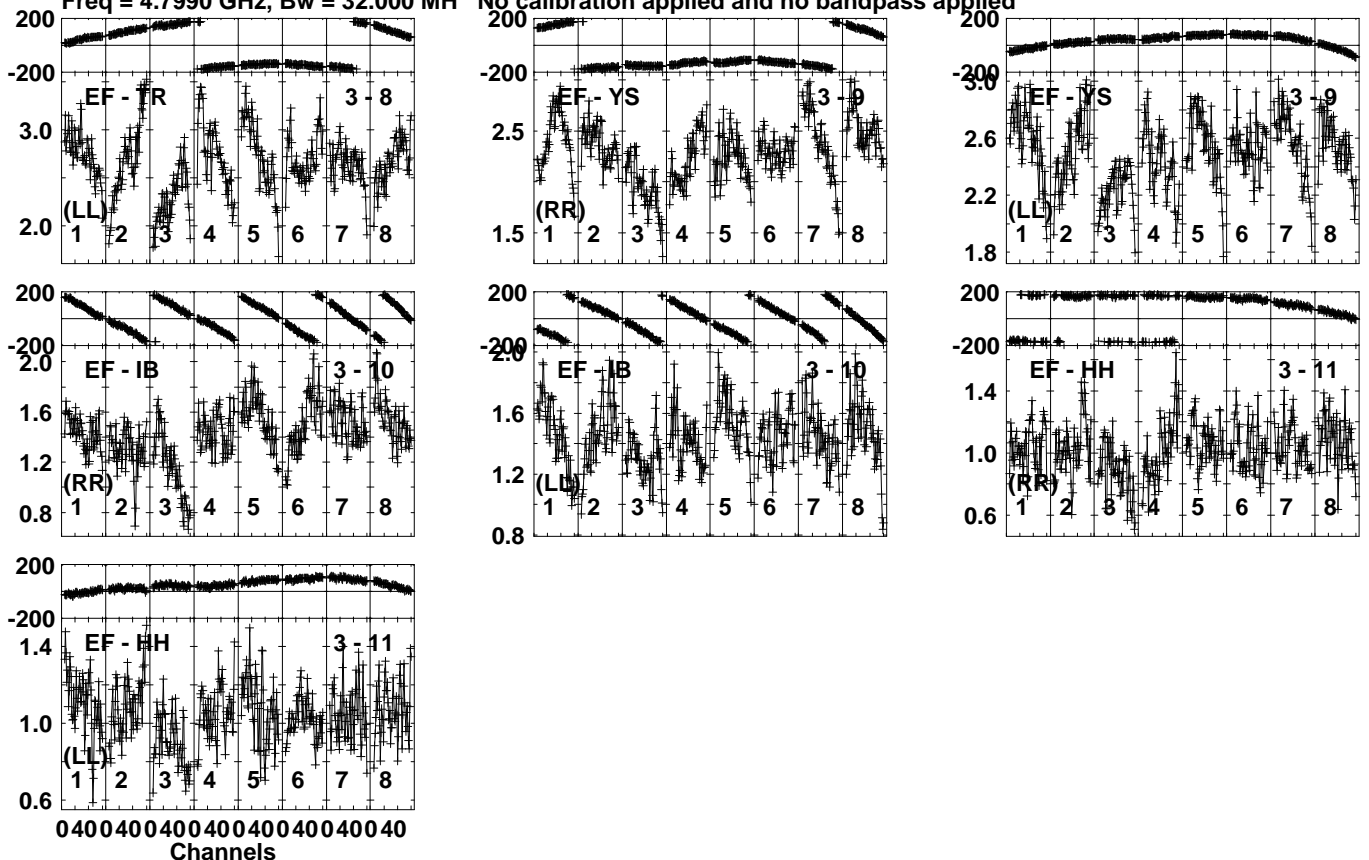 Freq = 4.7990 GHz, Bw = 32.000 MH No calibration applied and no bandpass applied
200
-200
EF - TR 3 - 8
3.0
2.0
(LL)
1 2 3 4 5 6 7 8
200
-200
EF - YS 3 - 9
2.5
1.5
(RR)
1 2 3 4 5 6 7 8
200
-200
3.0
EF - YS 3 - 9
2.6
2.2
1.8
(LL)
1 2 3 4 5 6 7 8
200
-200
2.0
EF - IB 3 - 10
1.6
1.2
0.8
(RR)
1 2 3 4 5 6 7 8
200
-200
2.0
EF - IB 3 - 10
1.6
1.2
0.8
(LL)
1 2 3 4 5 6 7 8
200
-200
EF - HH 3 - 11
1.4
1.0
0.6
(RR)
1 2 3 4 5 6 7 8
200
-200
EF - HH 3 - 11
1.4
1.0
0.6
(LL)
1 2 3 4 5 6 7 8
0 40 0 40 0 40 0 40 0 40 0 40 0 40 0 40
Channels